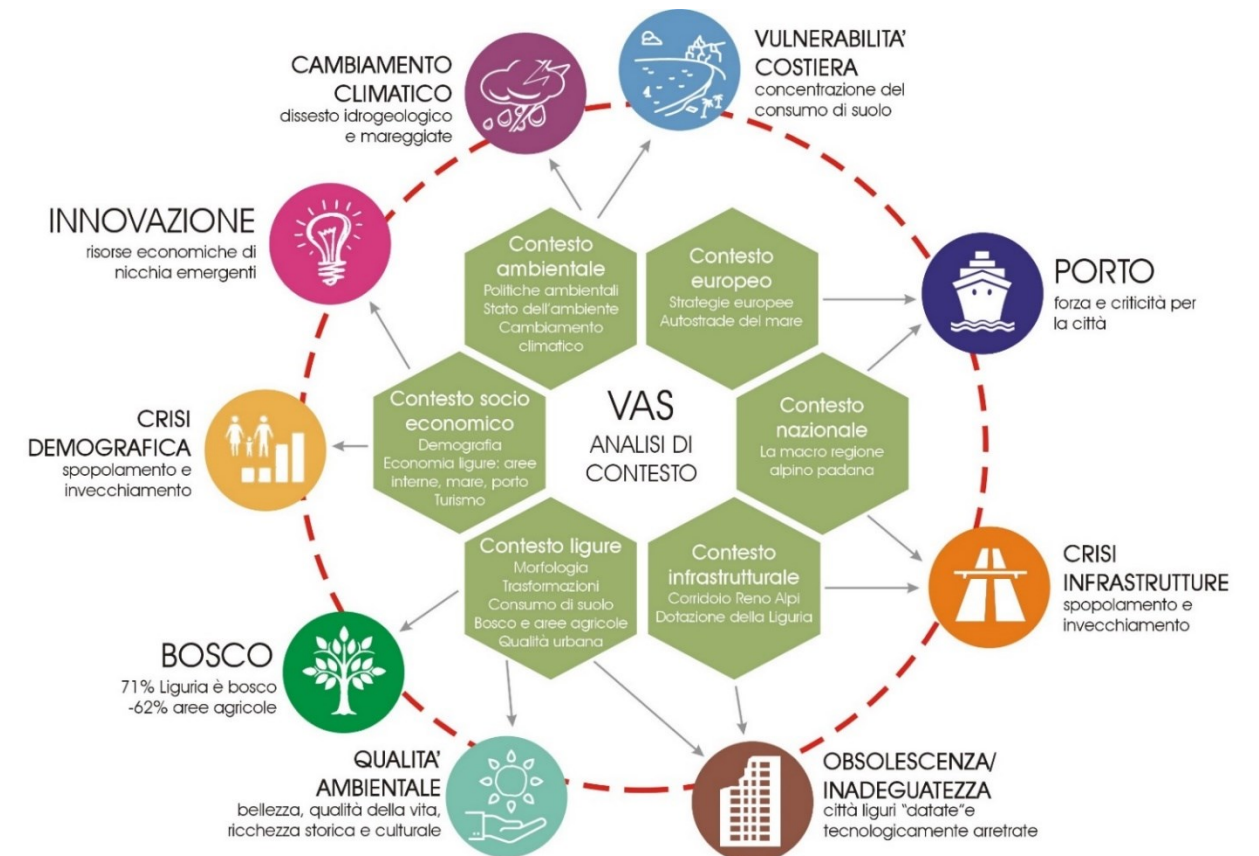 CAMBIAMENTO
CLIMATICO
dissesto idrogeologico
e mareggiate
VULNERABILITA'
COSTIERA
concentrazione del
consumo di suolo
INNOVAZIONE
risorse economiche di
nicchia emergenti
PORTO
forza e criticità per
la città
CRISI
DEMOGRAFICA
spopolamento e
invecchiamento
CRISI
INFRASTRUTTURE
spopolamento e
invecchiamento
BOSCO
71% Liguria è bosco
-62% aree agricole
QUALITA'
AMBIENTALE
bellezza, qualità della vita,
ricchezza storica e culturale
OBSOLESCENZA/
INADEGUATEZZA
città liguri "datate"e
tecnologicamente arretrate
Contesto
ambientale
Politiche ambientali
Stato dell'ambiente
Cambiamento
climatico
Contesto
europeo
Strategie europee
Autostrade del mare
Contesto socio
economico
Demografia
Economia ligure: aree
interne, mare, porto
Turismo
VAS
ANALISI DI
CONTESTO
Contesto
nazionale
La macro regione
alpino padana
Contesto ligure
Morfologia
Trasformazioni
Consumo di suolo
Bosco e aree agricole
Qualità urbana
Contesto
infrastrutturale
Corridoio Reno Alpi
Dotazione della Liguria